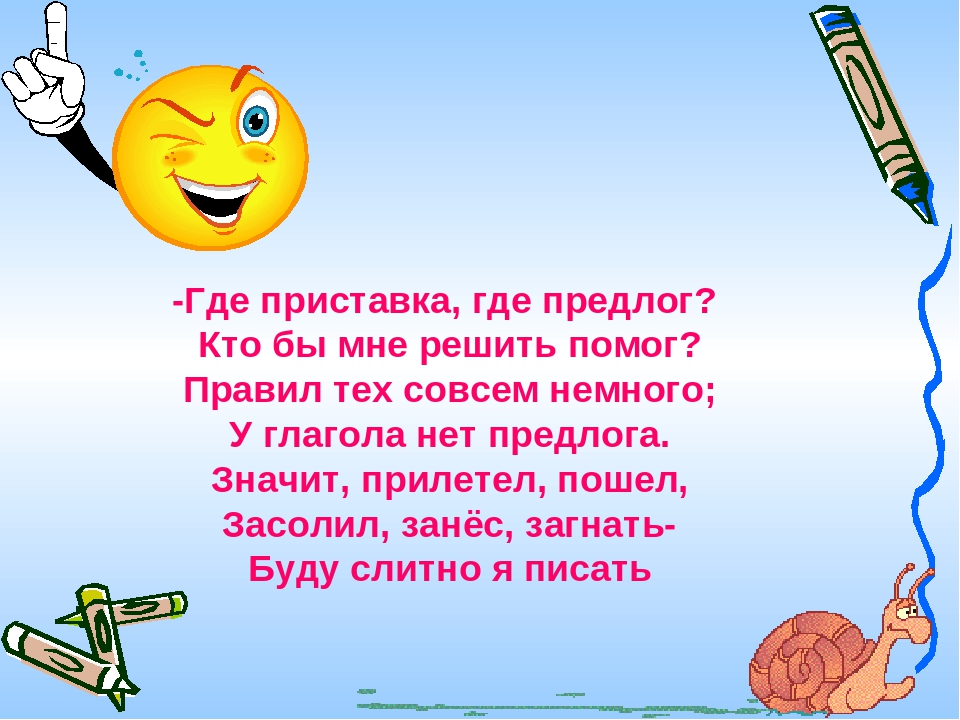 -Где приставка, где предлог?
Кто бы мне решить помог?
Правил тех совсем немного;
У глагола нет предлога.
Значит, прилетел, пошел,
Засолил, занёс, загнать-
Буду слитно я писать